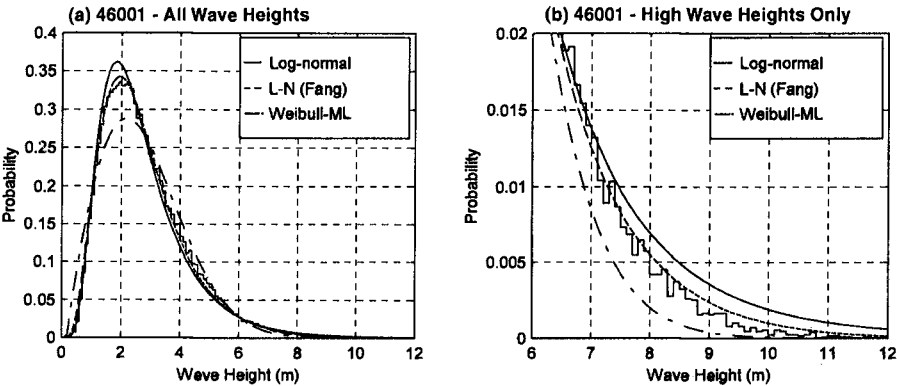 (a) 46001 - All Wave Heights
0.4
0.35
0.3
0.25
0.2
0.15
0.1
0.05
0
Probability
Log-normal
L-N (Fang)
Weibull-ML
0 2 4 6 8 10 12
Wave Height (m)
(b) 46001 - High Wave Heights Only
0.02
0.015
0.01
0.005
0
Probability
Log-normal
L-N (Fang)
Weibull-ML
6 7 8 9 10 11 12
Wave Height (m)